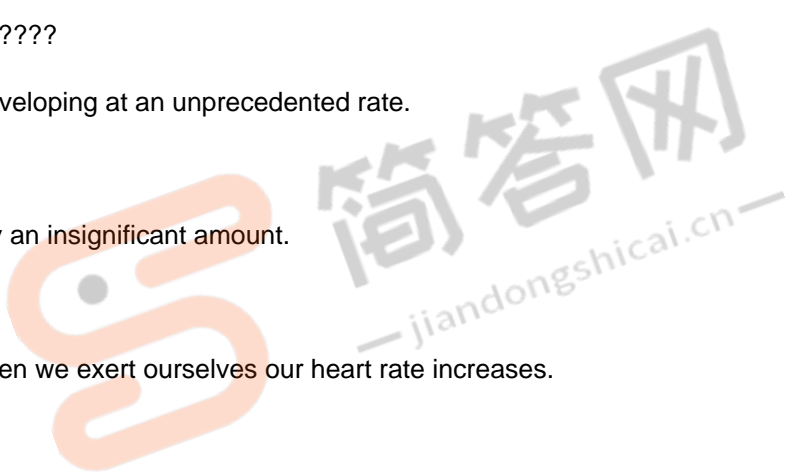 ????
veloping at an unprecedented rate.
an insignificant amount.
en we exert ourselves our heart rate increases.
简答网
— jiandongshicai.cn —